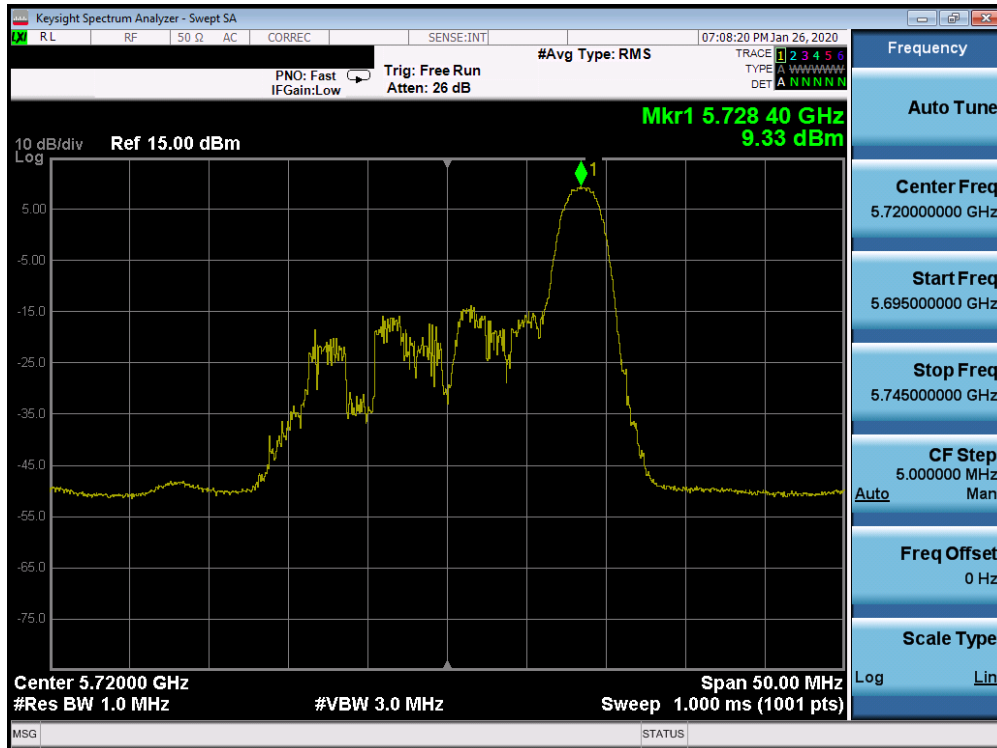 Keysight Spectrum Analyzer - Swept SA
LXI RL RF 50 Ω AC CORREC SENSE:INT 07:08:20 PM Jan 26, 2020
#Avg Type: RMS TRACE 1 2 3 4 5 6
PNO: Fast Trig: Free Run TYPE A WWWWW
IFGain:Low Atten: 26 dB DET A N N N N N
Mkr1 5.728 40 GHz
9.33 dBm
10 dB/div Ref 15.00 dBm
Log
1
5.00
-5.00
-15.0
-25.0
-35.0
-45.0
-55.0
-65.0
-75.0
Center 5.72000 GHz Span 50.00 MHz
#Res BW 1.0 MHz #VBW 3.0 MHz Sweep 1.000 ms (1001 pts)
MSG STATUS
Frequency
Auto Tune
Center Freq
5.720000000 GHz
Start Freq
5.695000000 GHz
Stop Freq
5.745000000 GHz
CF Step
5.000000 MHz
Auto Man
Freq Offset
0 Hz
Scale Type
Log Lin